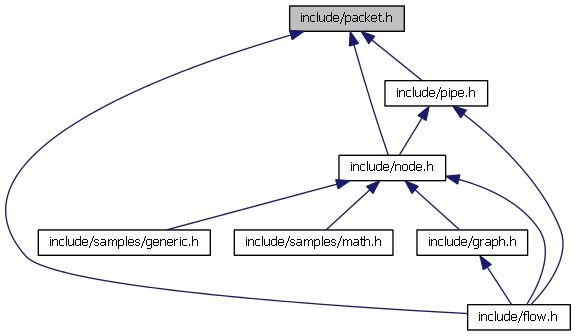 include/packet.h
include/pipe.h
include/node.h
include/samples/generic.h
include/samples/math.h
include/graph.h
include/flow.h